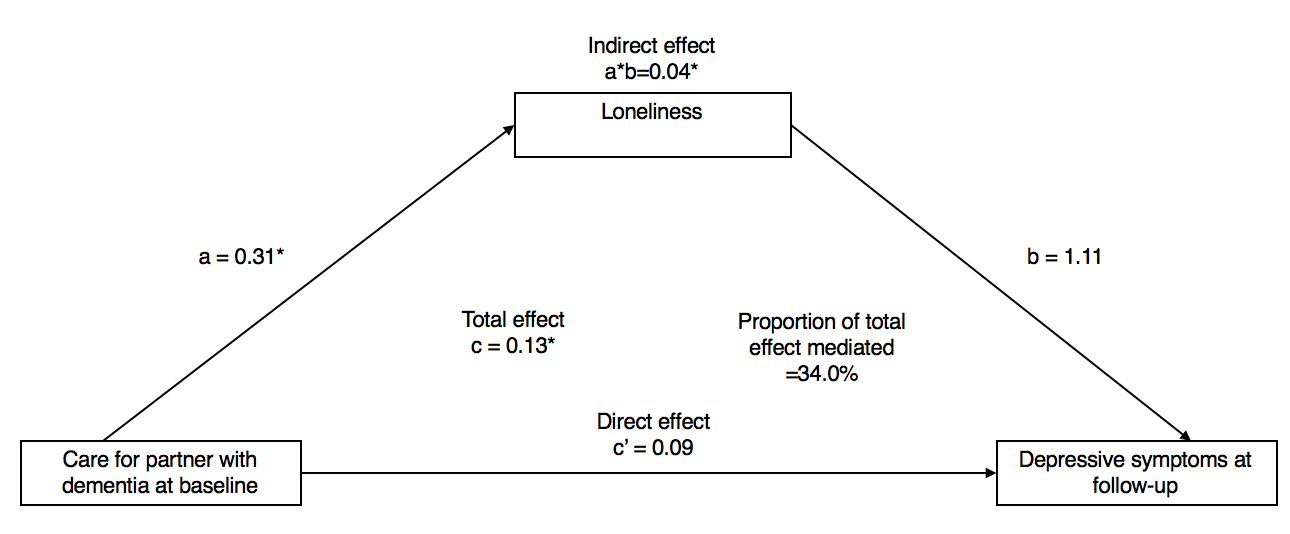 Indirect effect
a*b=0.04*
Loneliness
a = 0.31*
b = 1.11
Total effect
c = 0.13*
Proportion of total
effect mediated
=34.0%
Direct effect
c’ = 0.09
Care for partner with
dementia at baseline
Depressive symptoms at
follow-up